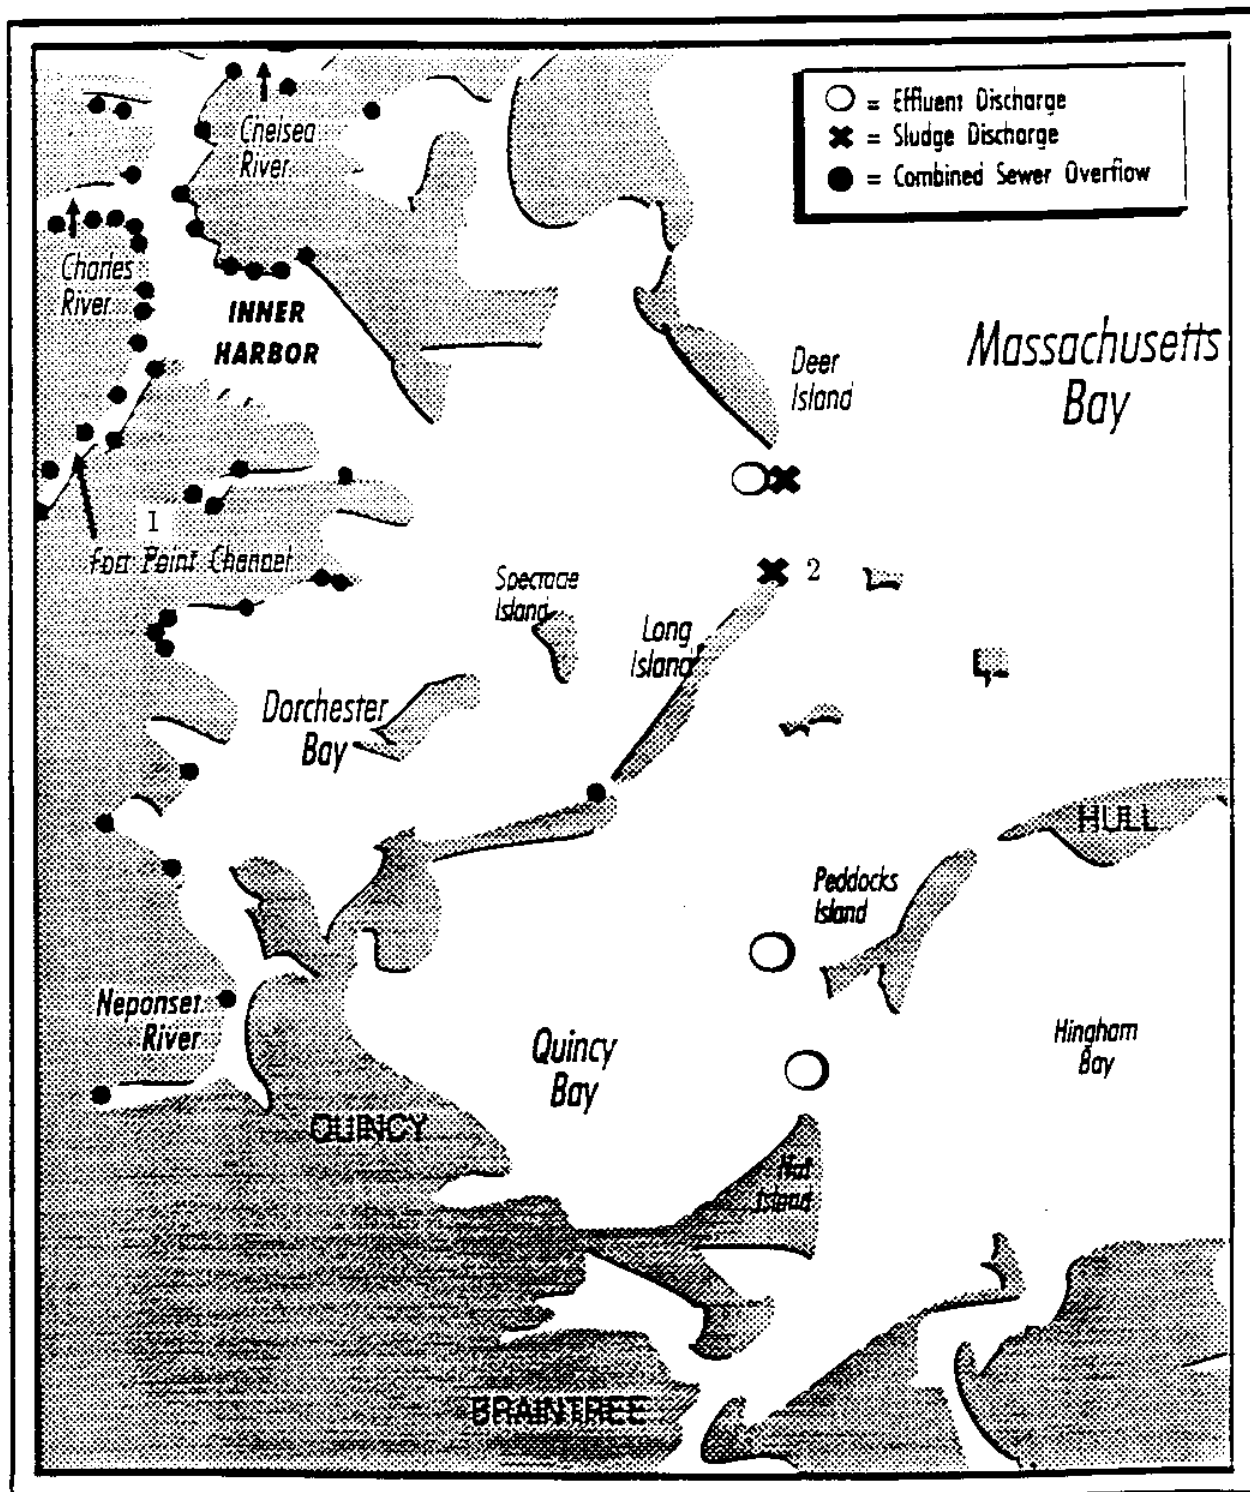 = Effluent Discharge
= Sludge Discharge
= Combined Sewer Overflow
Chelsea
River
Charles
River
INNER
HARBOR
Massachusetts
Bay
Deer
Island
I
Fort Point Channel
2
Spectacle
Island
Long
Island
Dorchester
Bay
HULL
Peddocks
Island
Neponset
River
Quincy
Bay
Hingham
Bay
QUINCY
Nut
Island
BRAINTREE